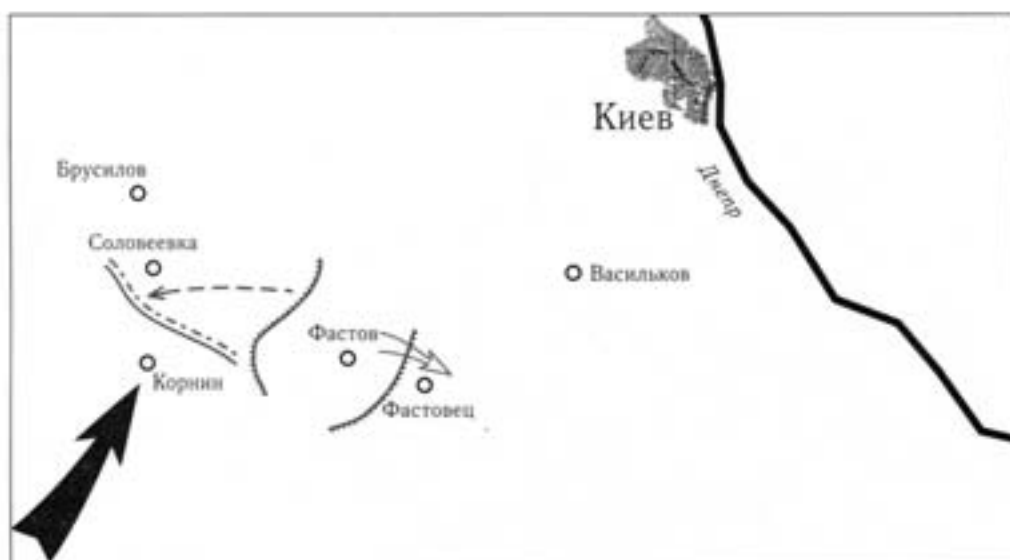 Киев
Днепр
Брусилов
Соловеевка
Васильков
Фастов
Корнин
Фастовец